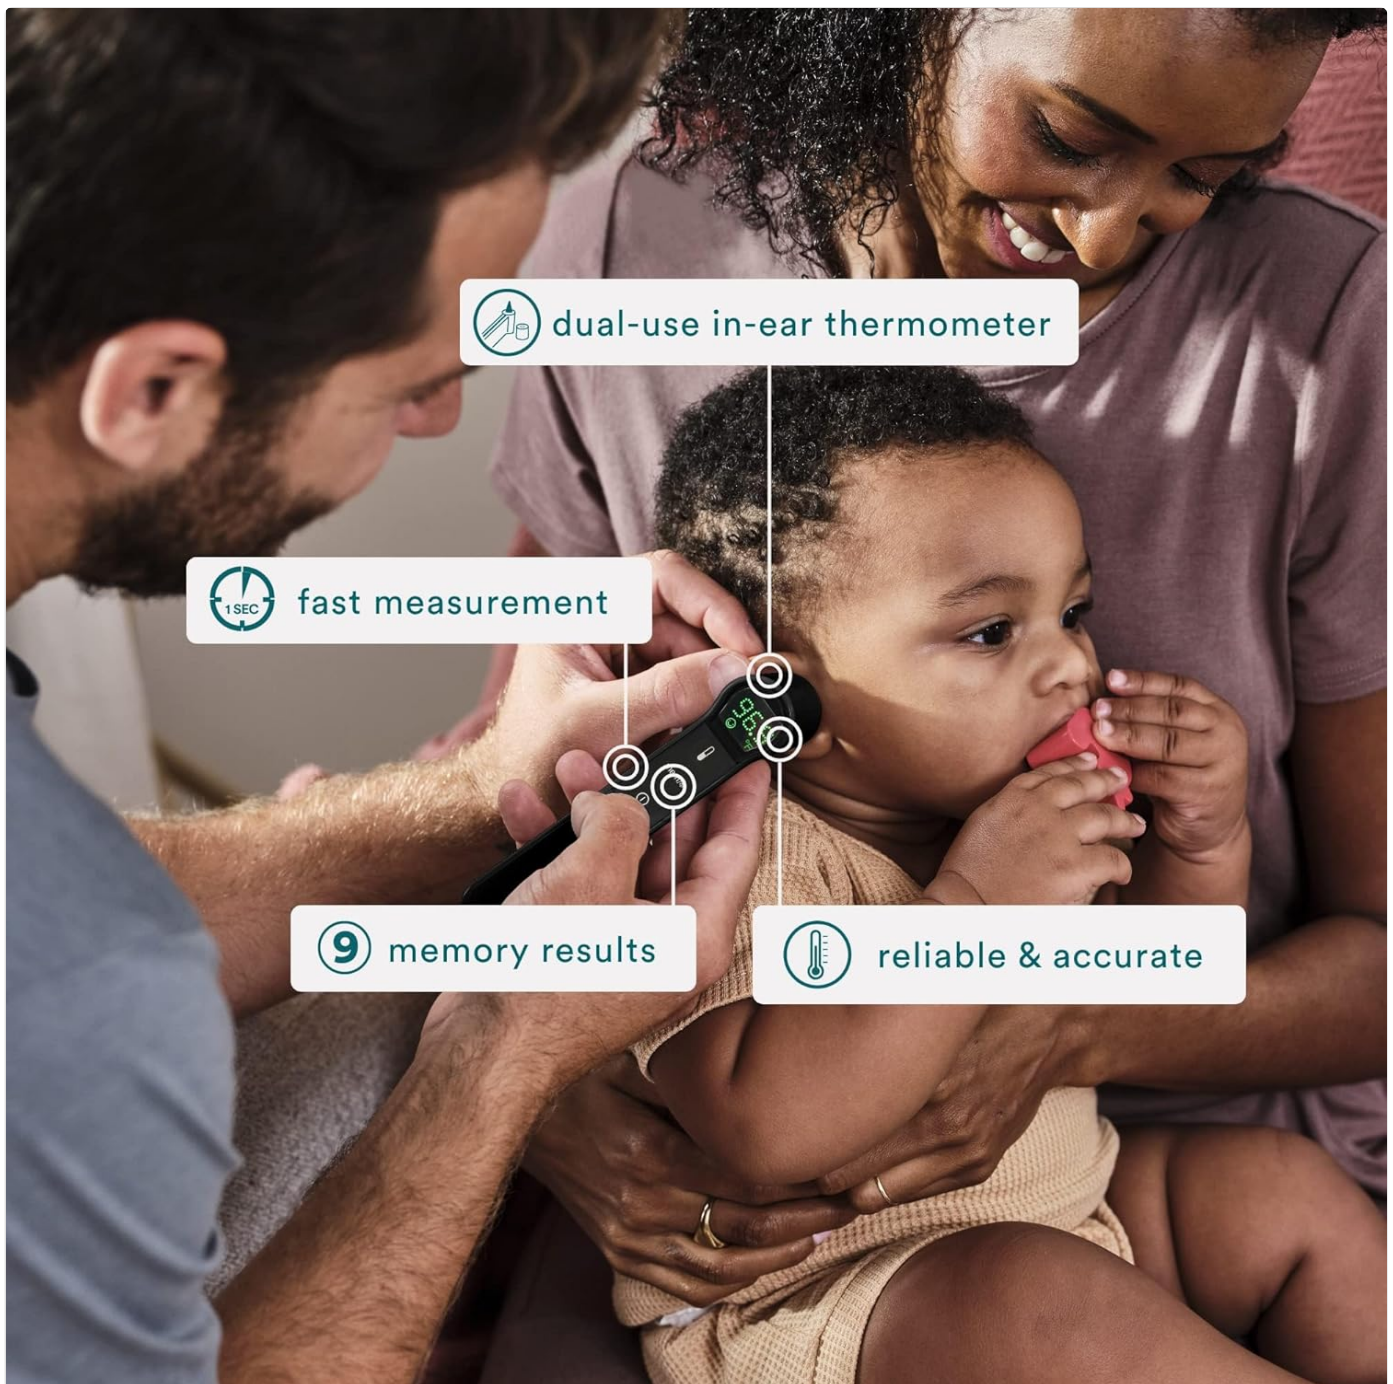 dual-use in-ear thermometer
1 SEC
fast measurement
9
memory results
reliable & accurate